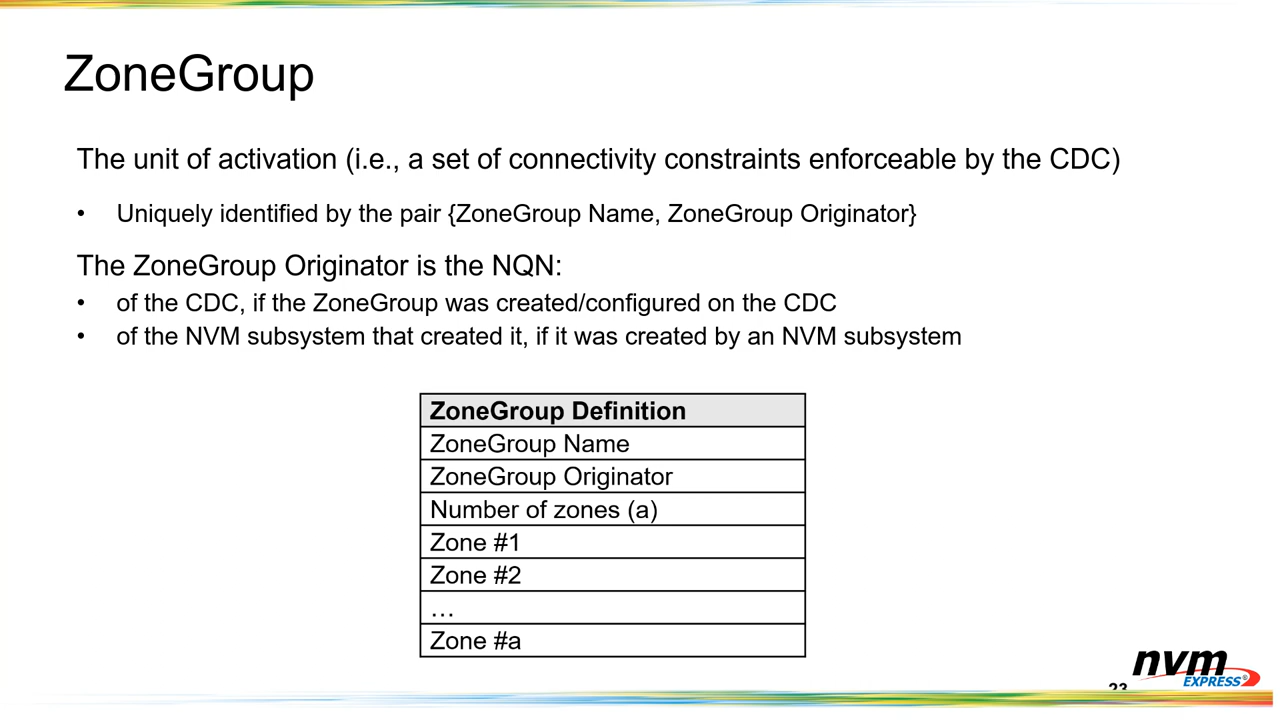 ZoneGroup
The unit of activation (i.e., a set of connectivity constraints enforceable by the CDC)
• Uniquely identified by the pair {ZoneGroup Name, ZoneGroup Originator}
The ZoneGroup Originator is the NQN:
• of the CDC, if the ZoneGroup was created/configured on the CDC
• of the NVM subsystem that created it, if it was created by an NVM subsystem
ZoneGroup Definition
ZoneGroup Name
ZoneGroup Originator
Number of zones (a)
Zone #1
Zone #2
…
Zone #a
nvm
EXPRESS®
23